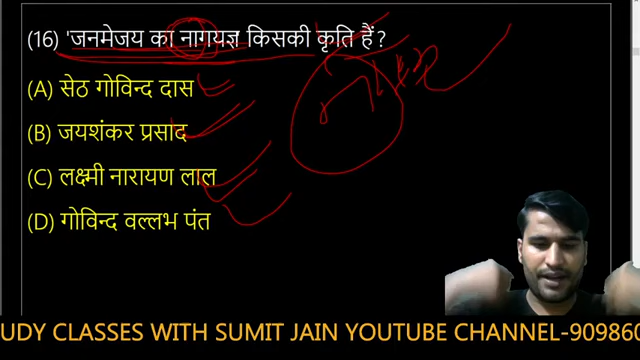 (16) 'जनमेजय का नागयज्ञ किसकी कृति हैं?
(A) सेठ गोविन्द दास
(B) जयशंकर प्रसाद
(C) लक्ष्मी नारायण लाल
(D) गोविन्द वल्लभ पंत
UDY CLASSES WITH SUMIT JAIN YOUTUBE CHANNEL-909860